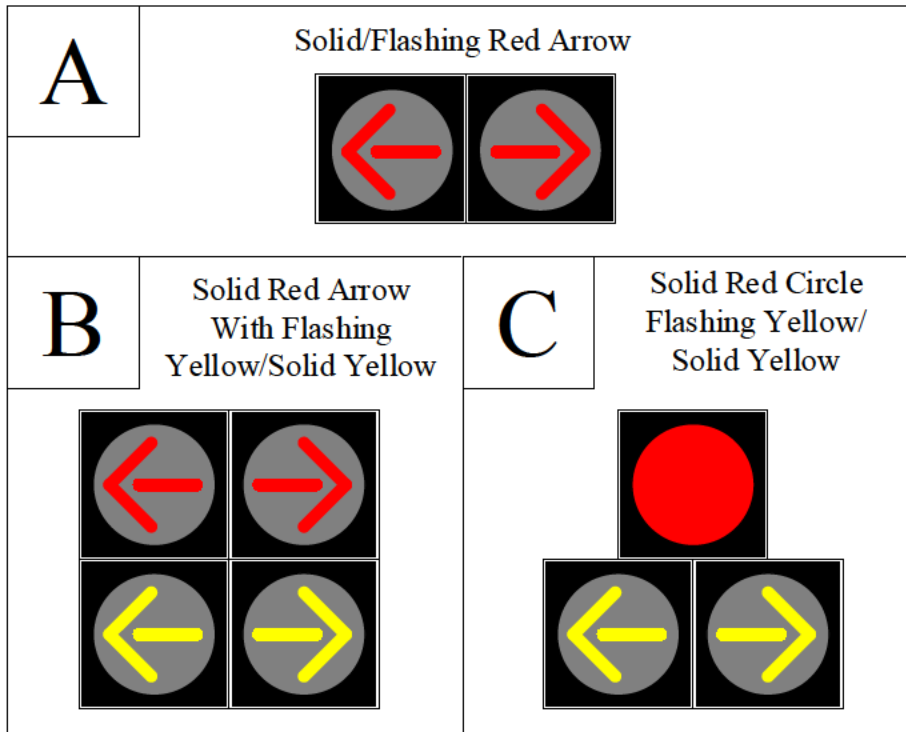 A
Solid/Flashing Red Arrow
B
Solid Red Arrow
With Flashing
Yellow/Solid Yellow
C
Solid Red Circle
Flashing Yellow/
Solid Yellow